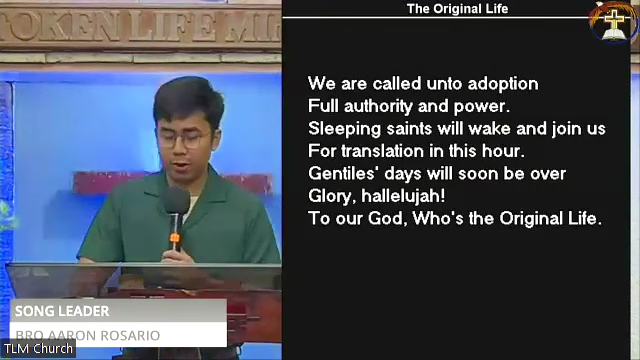 The Original Life
OKEN LIFE MI
We are called unto adoption
Full authority and power.
Sleeping saints will wake and join us
For translation in this hour.
Gentiles' days will soon be over
Glory, hallelujah!
To our God, Who's the Original Life.
SONG LEADER
BRO AARON ROSARIO
TLM Church